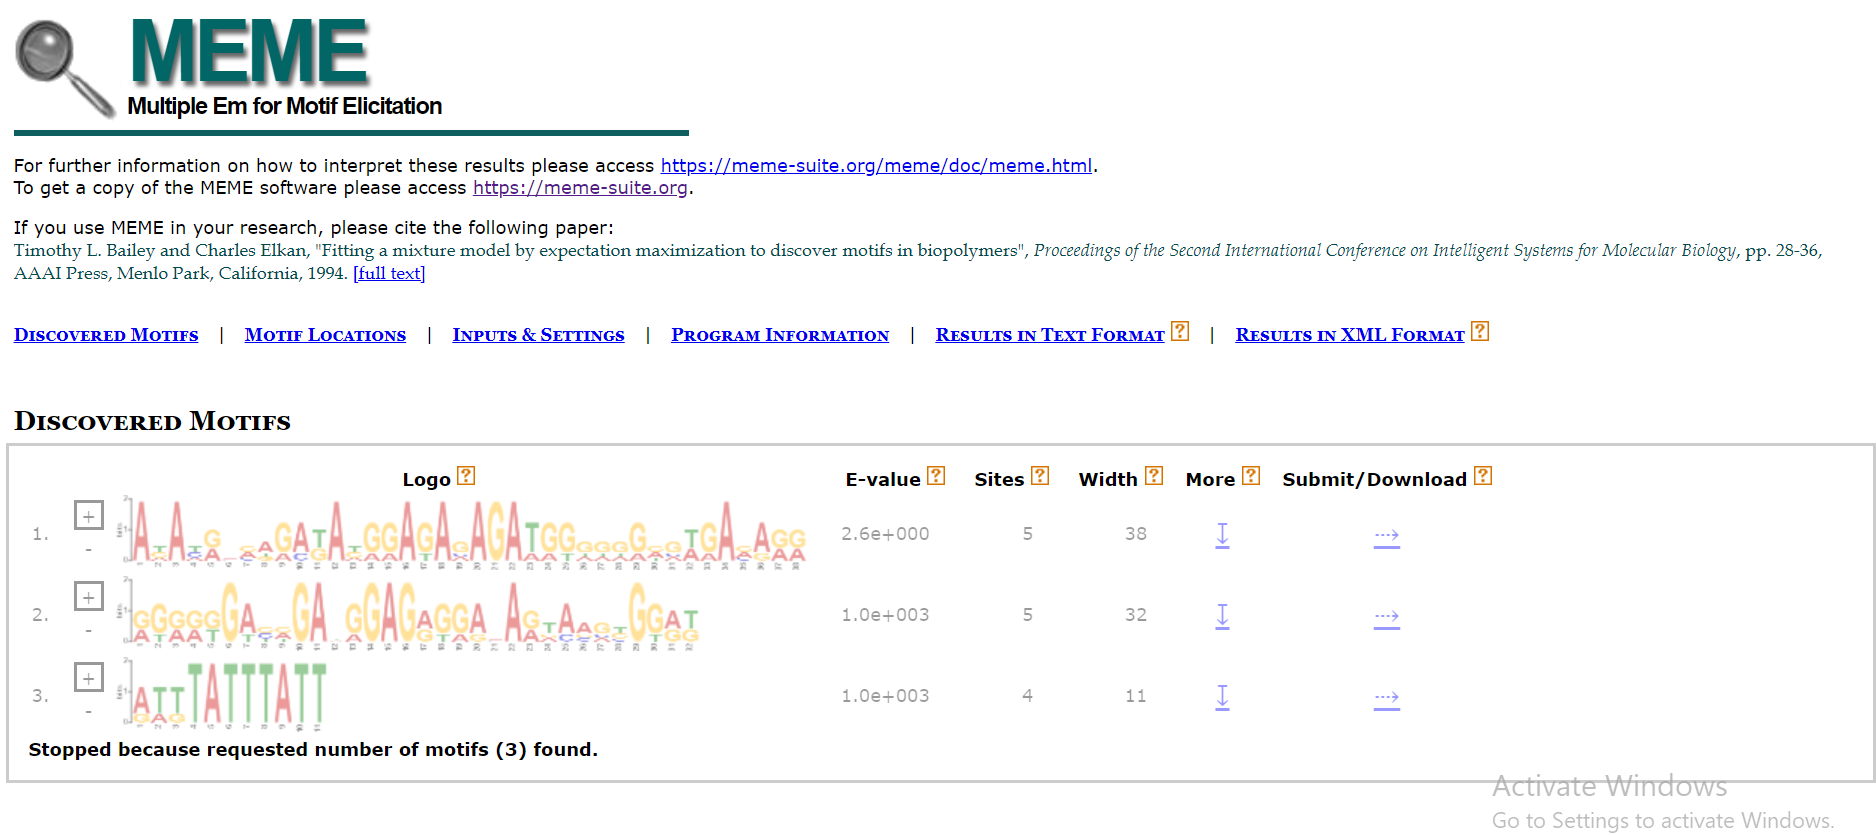 MEME
Multiple Em for Motif Elicitation
For further information on how to interpret these results please access https://meme-suite.org/meme/doc/meme.html.
To get a copy of the MEME software please access https://meme-suite.org.
If you use MEME in your research, please cite the following paper:
Timothy L. Bailey and Charles Elkan, "Fitting a mixture model by expectation maximization to discover motifs in biopolymers", Proceedings of the Second International Conference on Intelligent Systems for Molecular Biology, pp. 28-36,
AAAI Press, Menlo Park, California, 1994. [full text]
Discovered Motifs | Motif Locations | Inputs & Settings | Program Information | Results in Text Format ? | Results in XML Format ?
Discovered Motifs
Logo ? E-value ? Sites ? Width ? More ? Submit/Download ?
1. + - 2.6e+000 5 38 ↧ ⇢
2. + - 1.0e+003 5 32 ↧ ⇢
3. + - TATTTATT 1.0e+003 4 11 ↧ ⇢
Stopped because requested number of motifs (3) found.
Activate Windows
Go to Settings to activate Windows.